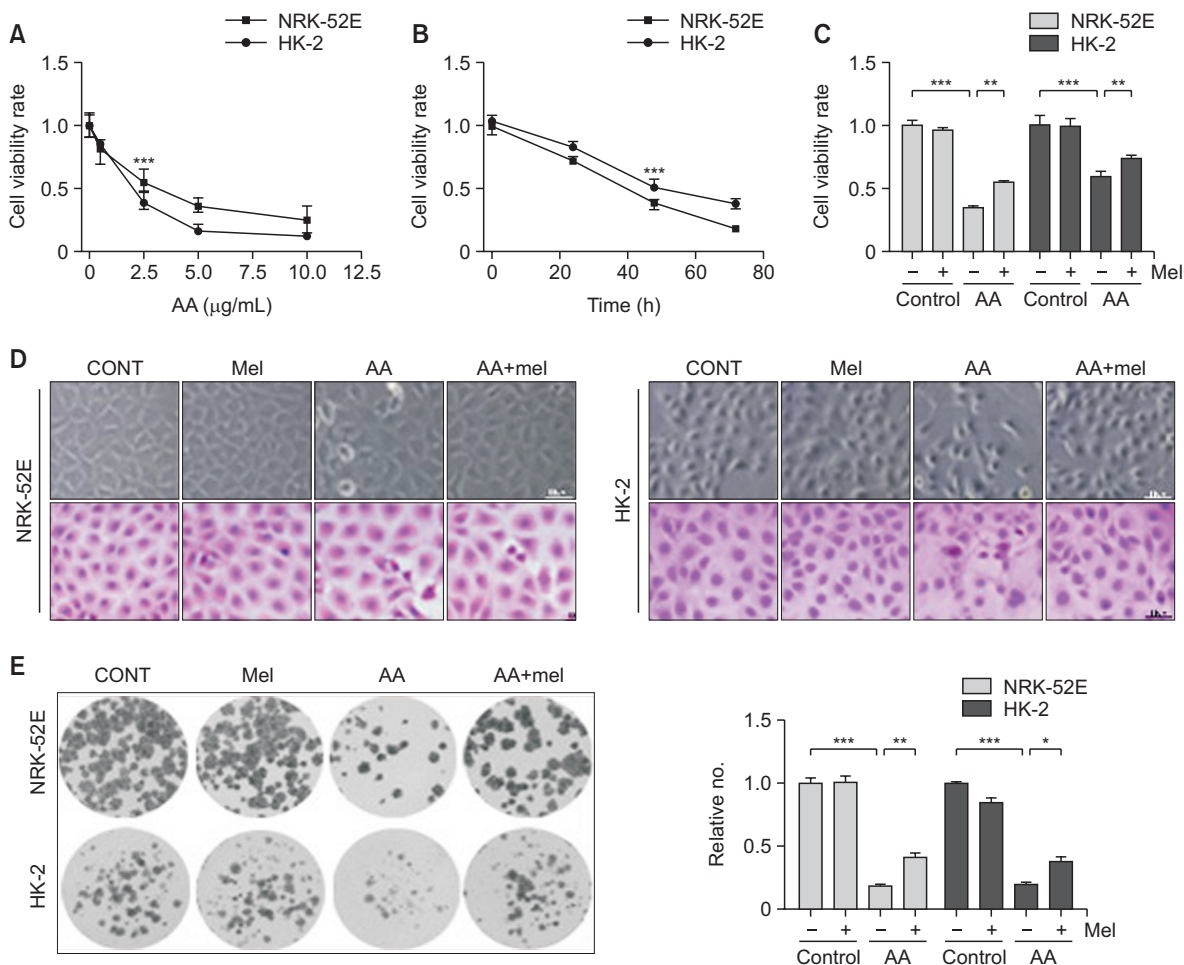 A
NRK-52E
HK-2
Cell viability rate
1.5
1.0
0.5
0
***
0 2.5 5.0 7.5 10.0 12.5
AA (μg/mL)
B
NRK-52E
HK-2
Cell viability rate
1.5
1.0
0.5
0
***
0 20 40 60 80
Time (h)
C
NRK-52E
HK-2
Cell viability rate
1.5
1.0
0.5
0
*** ** *** **
− + − + − + − + Mel
Control AA Control AA
D
CONT Mel AA AA+mel
NRK-52E
CONT Mel AA AA+mel
HK-2
E
CONT Mel AA AA+mel
NRK-52E
HK-2
NRK-52E
HK-2
Relative no.
1.5
1.0
0.5
0
*** ** *** *
− + − + − + − + Mel
Control AA Control AA